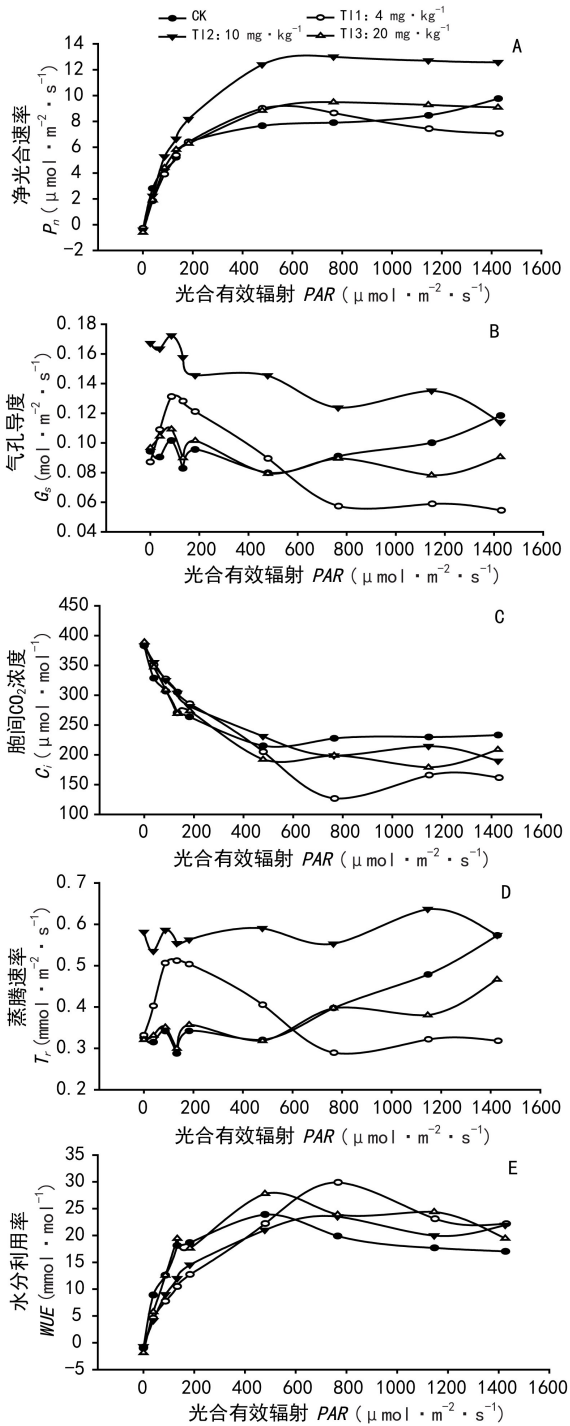 CK TI1: 4 mg·kg⁻¹
TI2: 10 mg·kg⁻¹ TI3: 20 mg·kg⁻¹
A
14
12
10
8
6
4
2
0
−2
净光合速率
Pn (μmol·m⁻²·s⁻¹)
0 200 400 600 800 1000 1200 1400 1600
光合有效辐射 PAR (μmol·m⁻²·s⁻¹)
B
0.18
0.16
0.14
0.12
0.10
0.08
0.06
0.04
气孔导度
Gs (mol·m⁻²·s⁻¹)
0 200 400 600 800 1000 1200 1400 1600
光合有效辐射 PAR (μmol·m⁻²·s⁻¹)
C
450
400
350
300
250
200
150
100
胞间CO₂浓度
Ci (μmol·mol⁻¹)
0 200 400 600 800 1000 1200 1400 1600
光合有效辐射 PAR (μmol·m⁻²·s⁻¹)
D
0.7
0.6
0.5
0.4
0.3
0.2
蒸腾速率
Tr (mmol·m⁻²·s⁻¹)
0 200 400 600 800 1000 1200 1400 1600
光合有效辐射 PAR (μmol·m⁻²·s⁻¹)
E
35
30
25
20
15
10
5
0
−5
水分利用率
WUE (mmol·mol⁻¹)
0 200 400 600 800 1000 1200 1400 1600
光合有效辐射 PAR (μmol·m⁻²·s⁻¹)